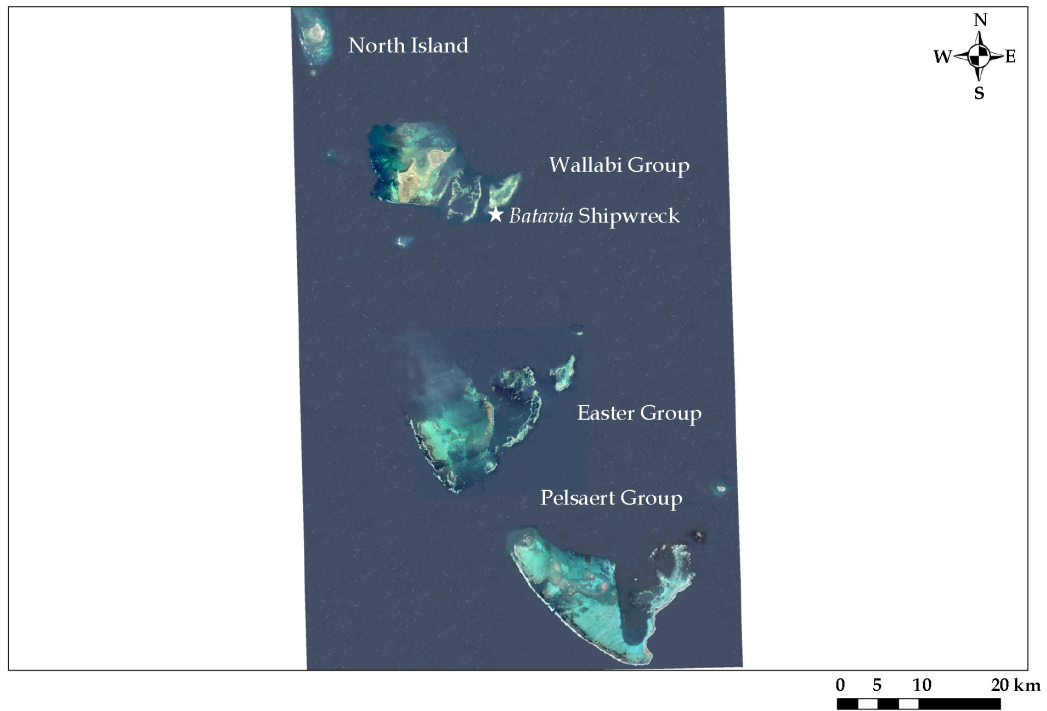 North Island
N
W E
S
Wallabi Group
Batavia Shipwreck
Easter Group
Pelsaert Group
0 5 10 20 km